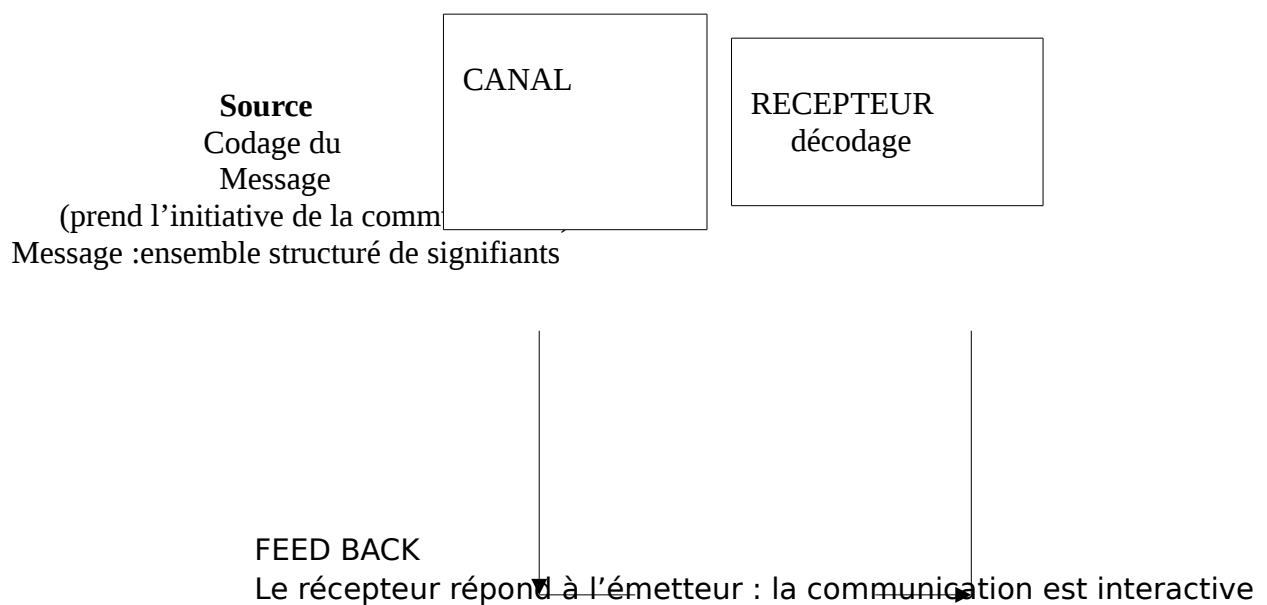 Source
Codage du
Message
(prend l’initiative de la
Message :ensemble structuré de signifiants
CANAL
RECEPTEUR
décodage
FEED BACK
Le récepteur répond à l’émetteur : la communication est interactive